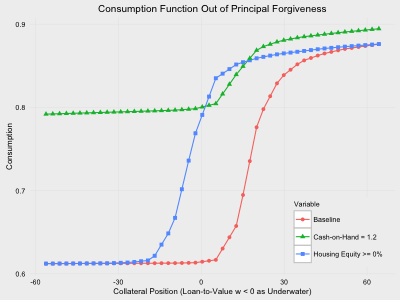 Consumption Function Out of Principal Forgiveness
0.9
0.8
0.7
0.6
Consumption
-60 -30 0 30 60
Collateral Position (Loan-to-Value w < 0 as Underwater)
Variable
Baseline
Cash-on-Hand = 1.2
Housing Equity >= 0%